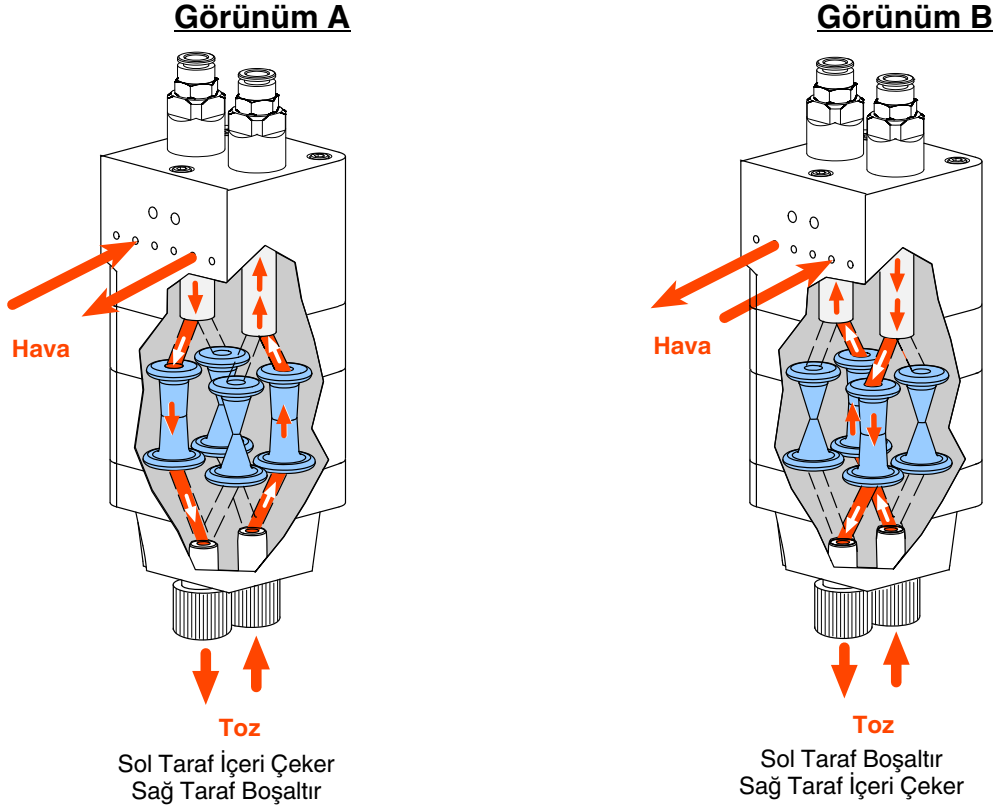 Görünüm A
Görünüm B
Hava
Hava
Toz
Toz
Sol Taraf İçeri Çeker
Sağ Taraf Boşaltır
Sol Taraf Boşaltır
Sağ Taraf İçeri Çeker